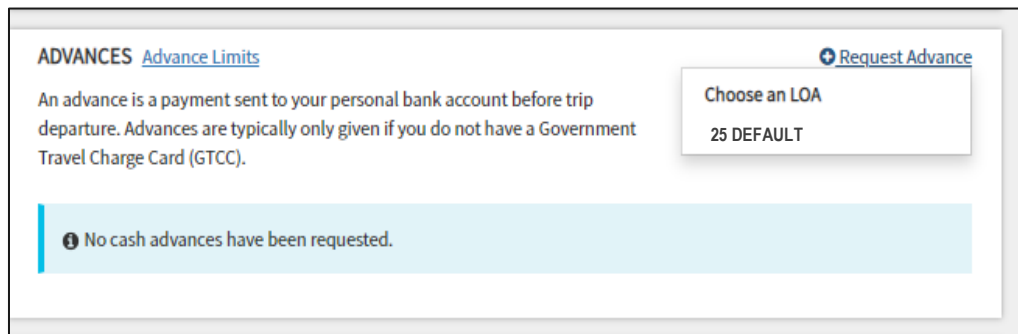 ADVANCES Advance Limits
Request Advance
An advance is a payment sent to your personal bank account before trip
departure. Advances are typically only given if you do not have a Government
Travel Charge Card (GTCC).
Choose an LOA
25 DEFAULT
No cash advances have been requested.